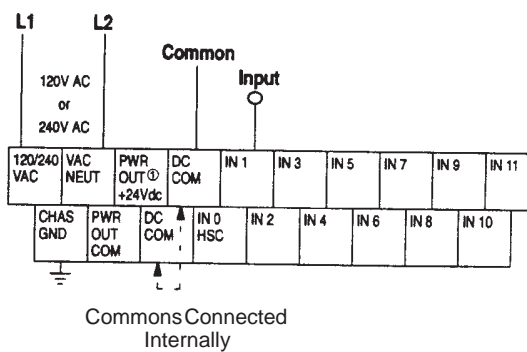 L1 L2
Common
Input
120V AC
or
240V AC
120/240 VAC NEUT PWR OUT① +24Vdc DC COM IN 1 IN 3 IN 5 IN 7 IN 9 IN 11
VAC
CHAS GND PWR OUT COM DC COM IN 0 HSC IN 2 IN 4 IN 6 IN 8 IN 10
Commons Connected
Internally